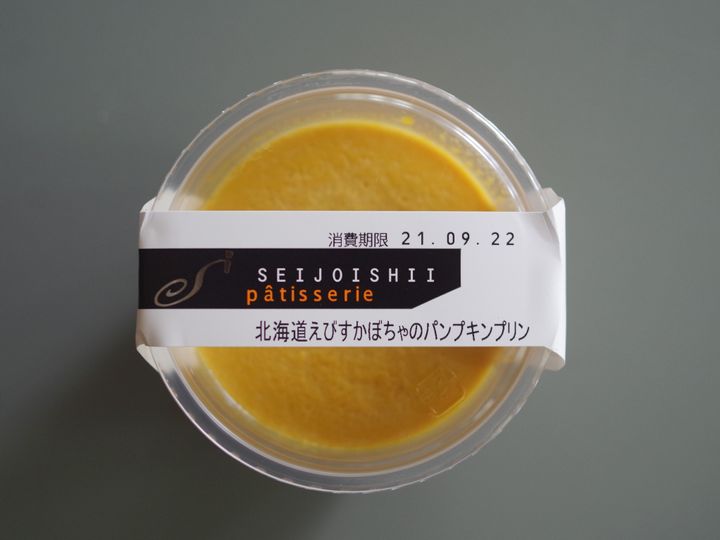 消費期限 21.09.22
SEIJOISHII
pâtisserie
北海道えびすかぼちゃのパンプキンプリン